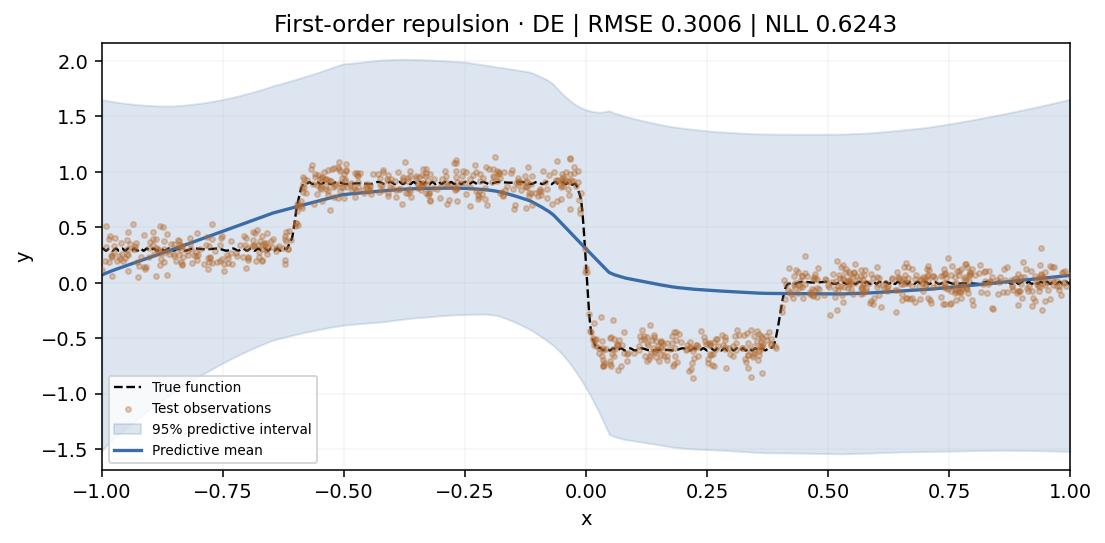 First-order repulsion · DE | RMSE 0.3006 | NLL 0.6243
2.0
1.5
1.0
0.5
0.0
−0.5
−1.0
−1.5
y
True function
Test observations
95% predictive interval
Predictive mean
−1.00 −0.75 −0.50 −0.25 0.00 0.25 0.50 0.75 1.00
x